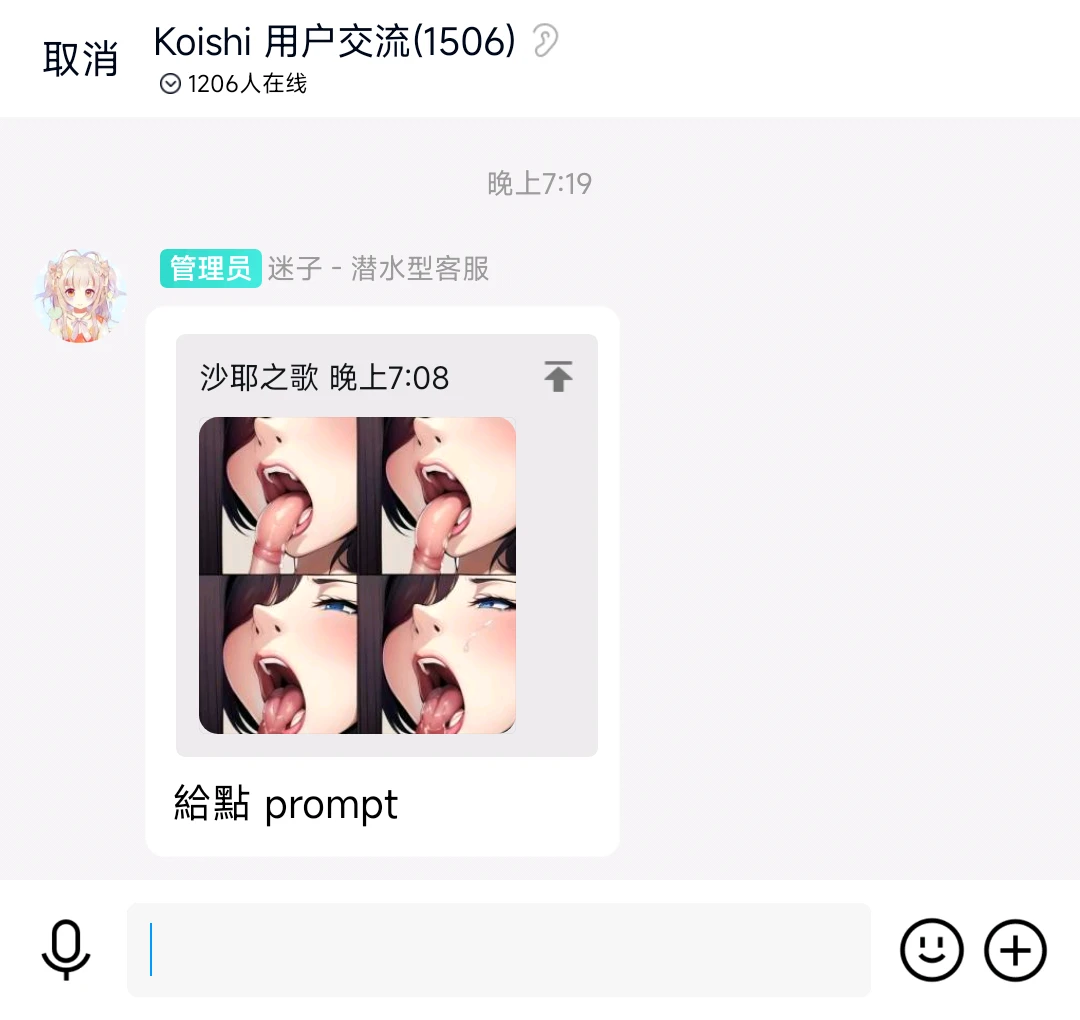 取消
Koishi 用户交流(1506)
1206人在线
晚上7:19
管理员 迷子 - 潜水型客服
沙耶之歌 晚上7:08
給點 prompt